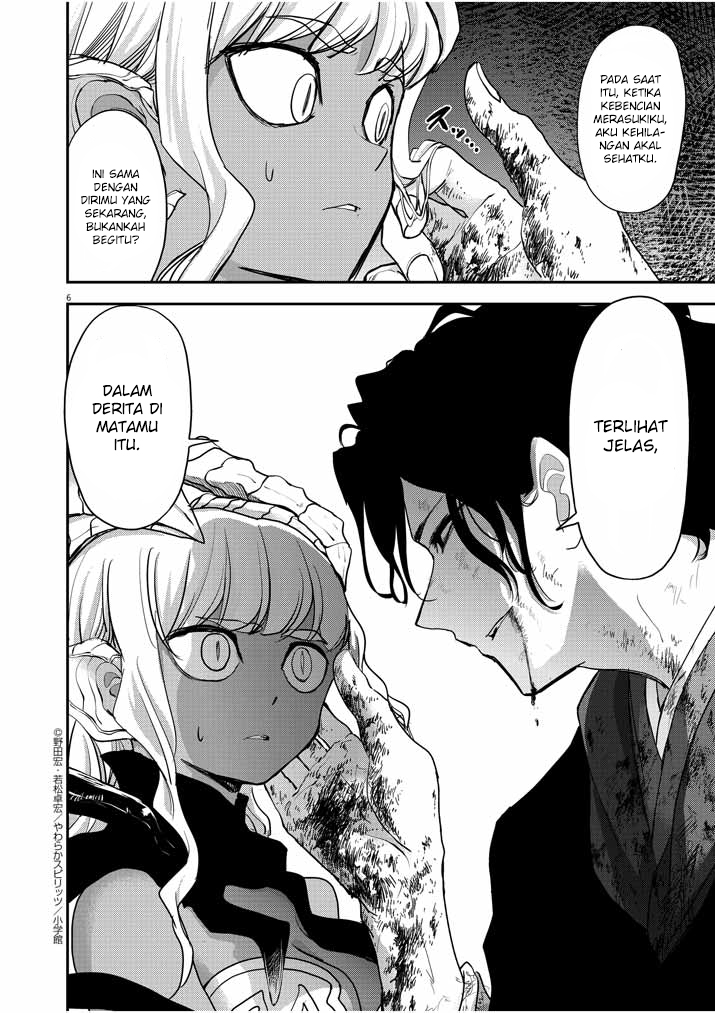 PADA SAAT
ITU, KETIKA
KEBENCIAN
MERASUKIKU,
AKU KEHILA-
NGAN AKAL
SEHATKU.
スッ…
INI SAMA
DENGAN
DIRIMU YANG
SEKARANG,
BUKANKAH
BEGITU?
6
TERLIHAT
JELAS,
DALAM
DERITA DI
MATAMU
ITU.
©野田宏・若松卓宏／やわらかスピリッツ／小学館